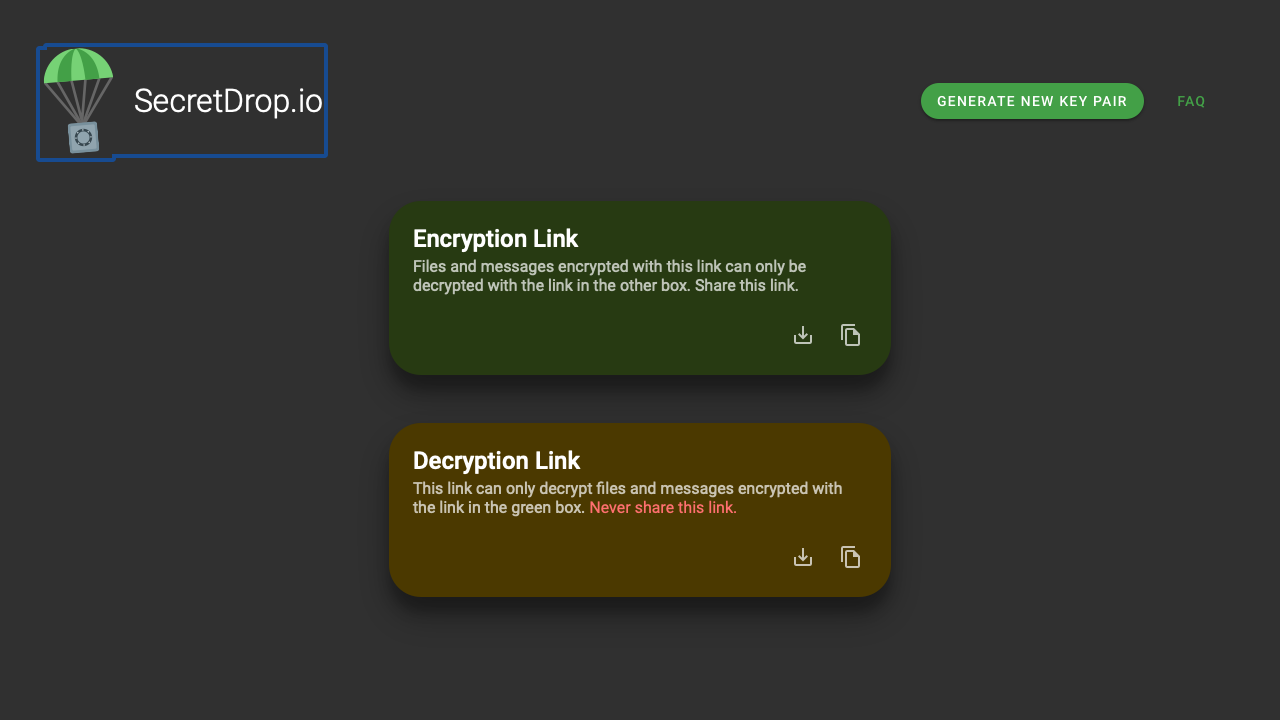 SecretDrop.io
GENERATE NEW KEY PAIR
FAQ
Encryption Link
Files and messages encrypted with this link can only be
decrypted with the link in the other box. Share this link.
Decryption Link
This link can only decrypt files and messages encrypted with
the link in the green box. Never share this link.